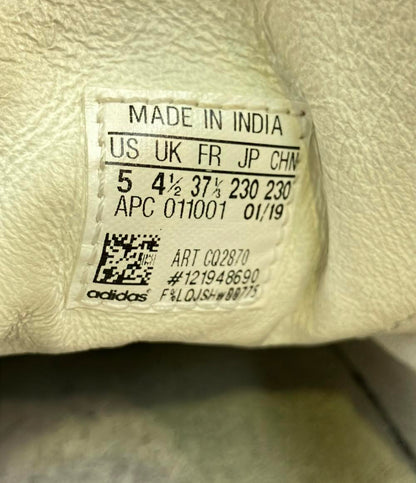 MADE IN INDIA
US UK FR JP CHN
5 4½ 37⅓ 230 230
APC 011001 01/19
ART CQ2870
#121948690
adidas